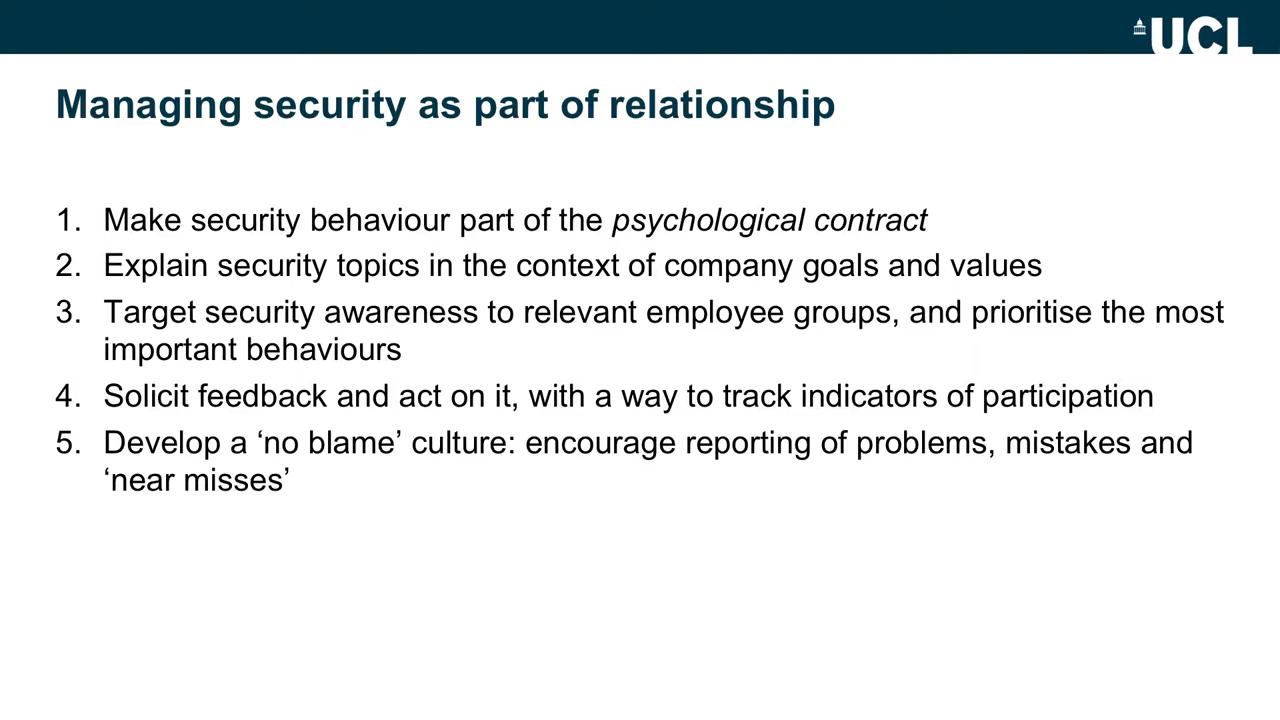 UCL
Managing security as part of relationship
1. Make security behaviour part of the psychological contract
2. Explain security topics in the context of company goals and values
3. Target security awareness to relevant employee groups, and prioritise the most
important behaviours
4. Solicit feedback and act on it, with a way to track indicators of participation
5. Develop a ‘no blame’ culture: encourage reporting of problems, mistakes and
‘near misses’